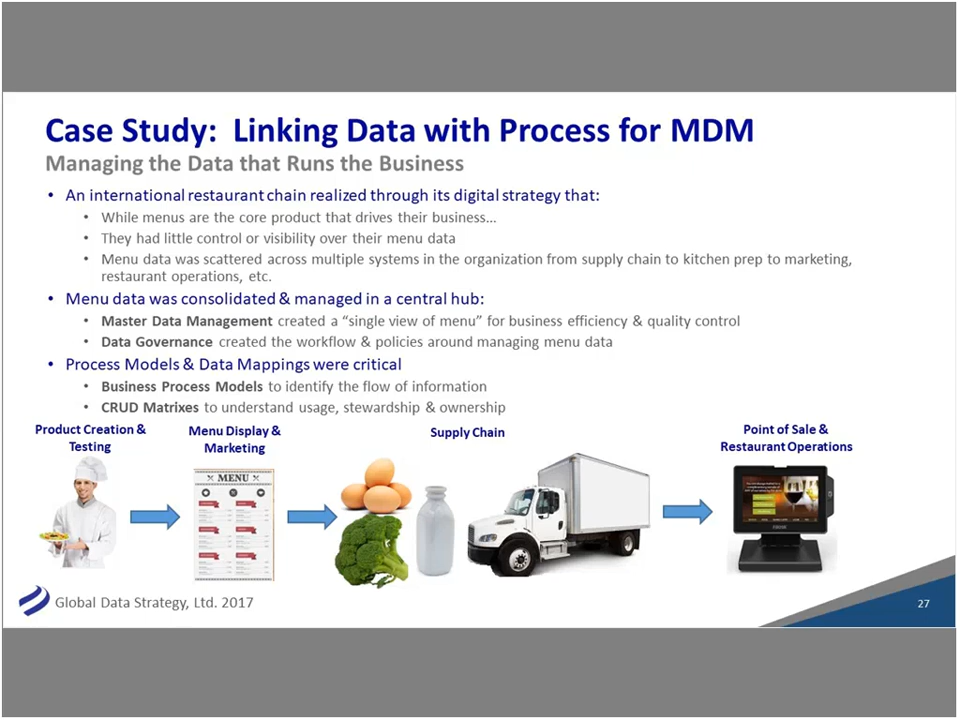 Case Study:  Linking Data with Process for MDM
Managing the Data that Runs the Business
• An international restaurant chain realized through its digital strategy that:
• While menus are the core product that drives their business…
• They had little control or visibility over their menu data
• Menu data was scattered across multiple systems in the organization from supply chain to kitchen prep to marketing,
restaurant operations, etc.
• Menu data was consolidated & managed in a central hub:
• Master Data Management created a “single view of menu” for business efficiency & quality control
• Data Governance created the workflow & policies around managing menu data
• Process Models & Data Mappings were critical
• Business Process Models to identify the flow of information
• CRUD Matrixes to understand usage, stewardship & ownership
Product Creation &
Testing
Menu Display &
Marketing
Supply Chain
Point of Sale &
Restaurant Operations
MENU
Global Data Strategy, Ltd. 2017
27